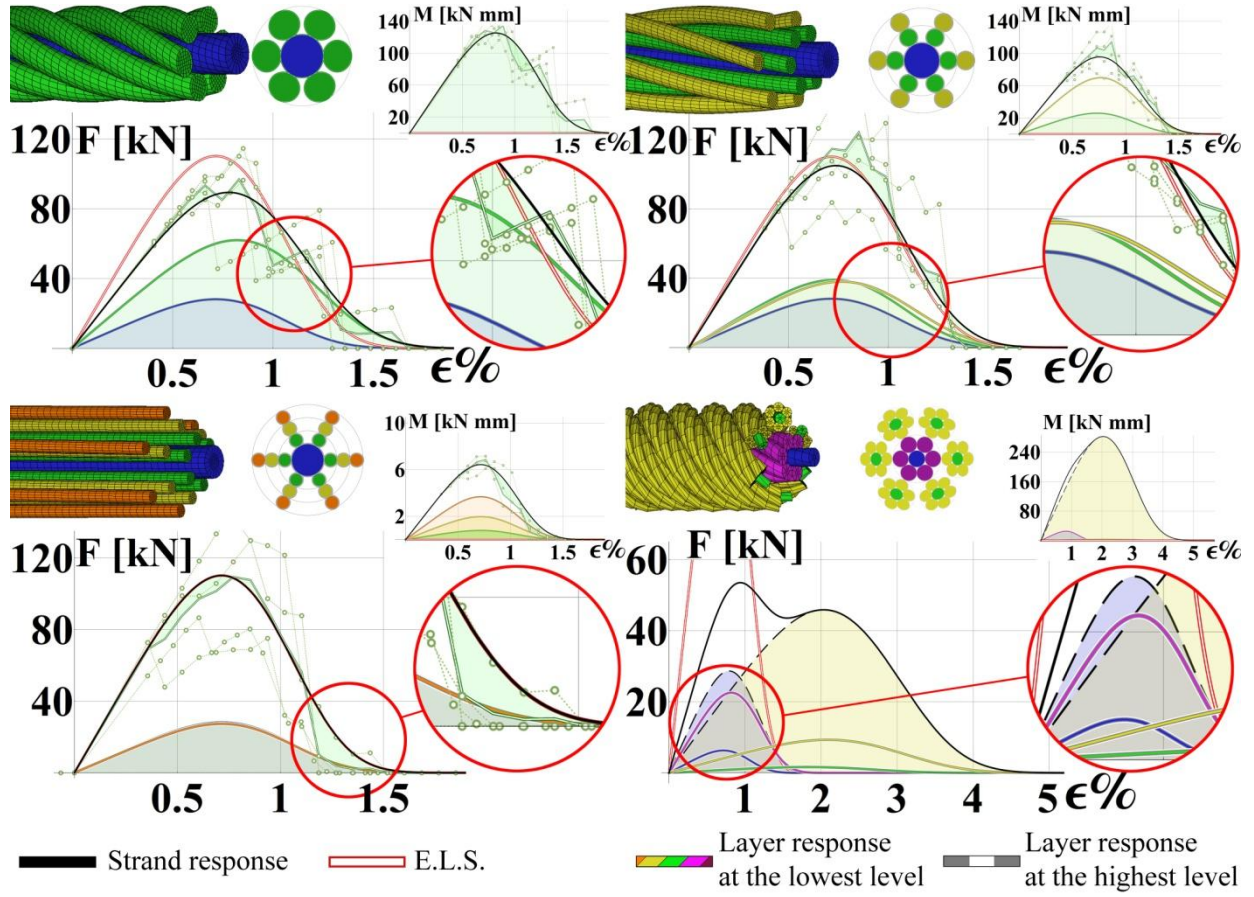 M [kN mm]
140
100
60
20
0.5
1
1.5
ϵ%
F [kN]
120
80
40
0.5
1
1.5
ϵ%
M [kN mm]
140
100
60
20
0.5
1
1.5
ϵ%
F [kN]
120
80
40
0.5
1
1.5
ϵ%
M [kN mm]
10
6
2
0.5
1
1.5
ϵ%
F [kN]
120
80
40
0.5
1
1.5
M [kN mm]
240
160
80
1 2 3 4 5
ϵ%
F [kN]
60
40
20
1 2 3 4 5 ϵ%
Strand response
E.L.S.
Layer response
at the lowest level
Layer response
at the highest level